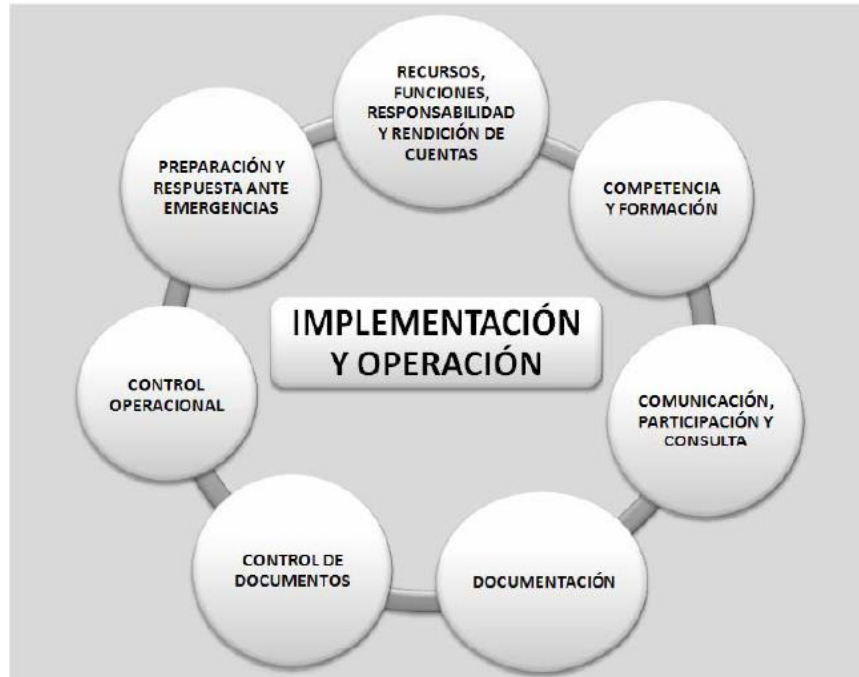 RECURSOS,
FUNCIONES,
RESPONSABILIDAD
Y RENDICIÓN DE
CUENTAS
COMPETENCIA
Y FORMACIÓN
COMUNICACIÓN,
PARTICIPACIÓN Y
CONSULTA
DOCUMENTACIÓN
CONTROL DE
DOCUMENTOS
CONTROL
OPERACIONAL
PREPARACIÓN Y
RESPUESTA ANTE
EMERGENCIAS
IMPLEMENTACIÓN
Y OPERACIÓN